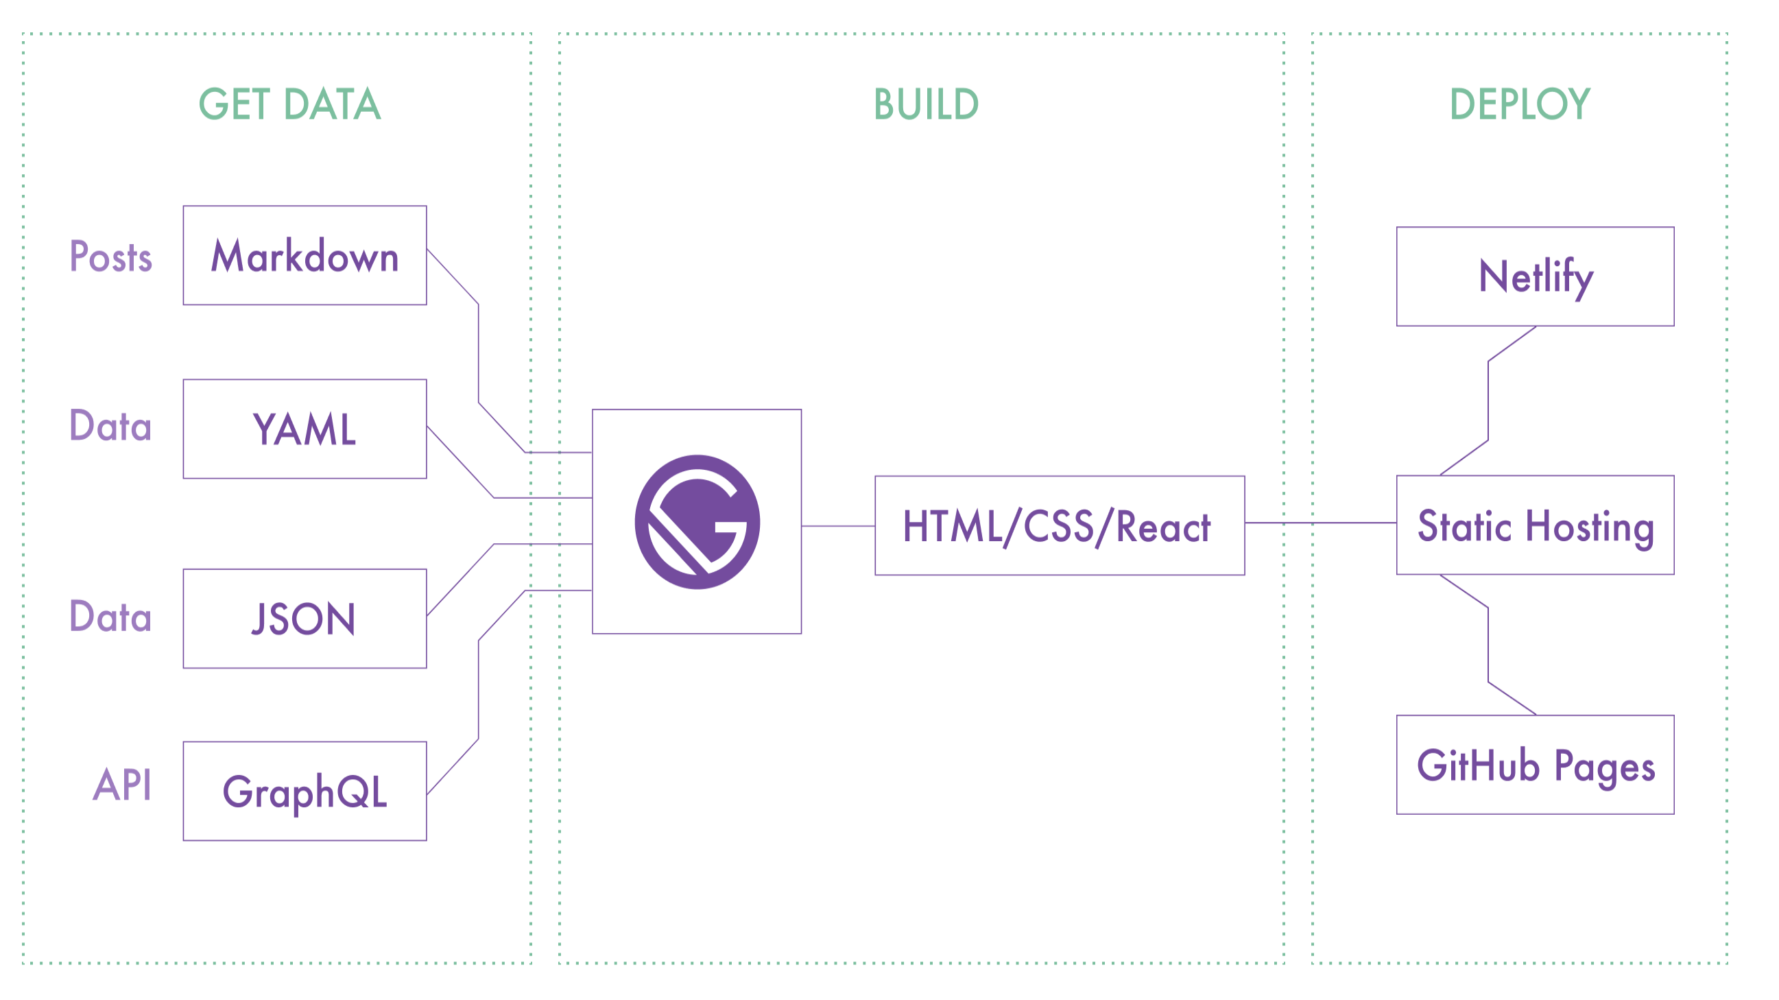 GET DATA
BUILD
DEPLOY
Posts
Markdown
Data
YAML
Data
JSON
API
GraphQL
HTML/CSS/React
Netlify
Static Hosting
GitHub Pages